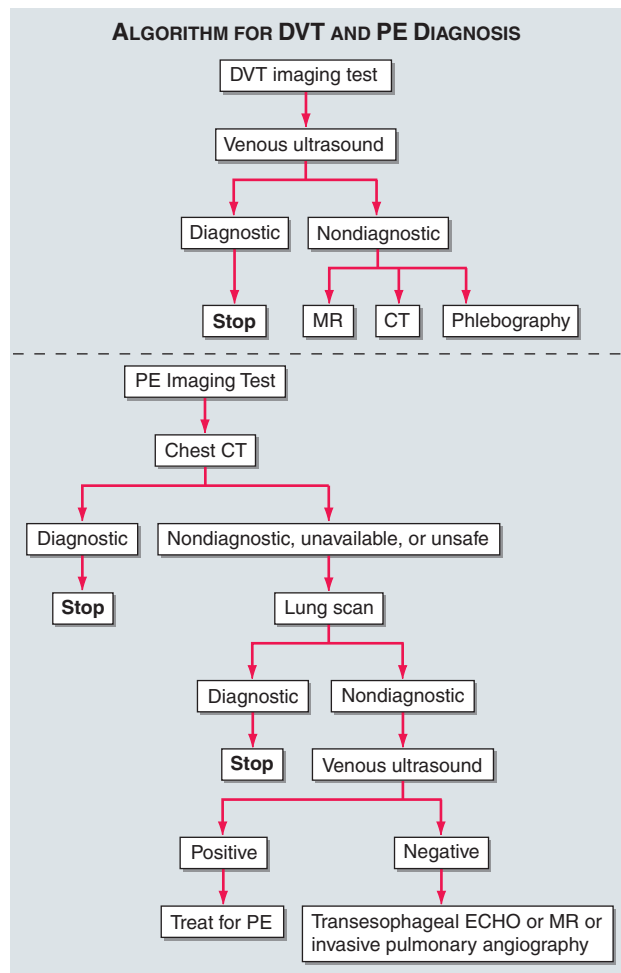 ALGORITHM FOR DVT AND PE DIAGNOSIS
DVT imaging test
Venous ultrasound
Diagnostic
Nondiagnostic
Stop
MR
CT
Phlebography
PE Imaging Test
Chest CT
Diagnostic
Nondiagnostic, unavailable, or unsafe
Stop
Lung scan
Diagnostic
Nondiagnostic
Stop
Venous ultrasound
Positive
Negative
Treat for PE
Transesophageal ECHO or MR or
invasive pulmonary angiography